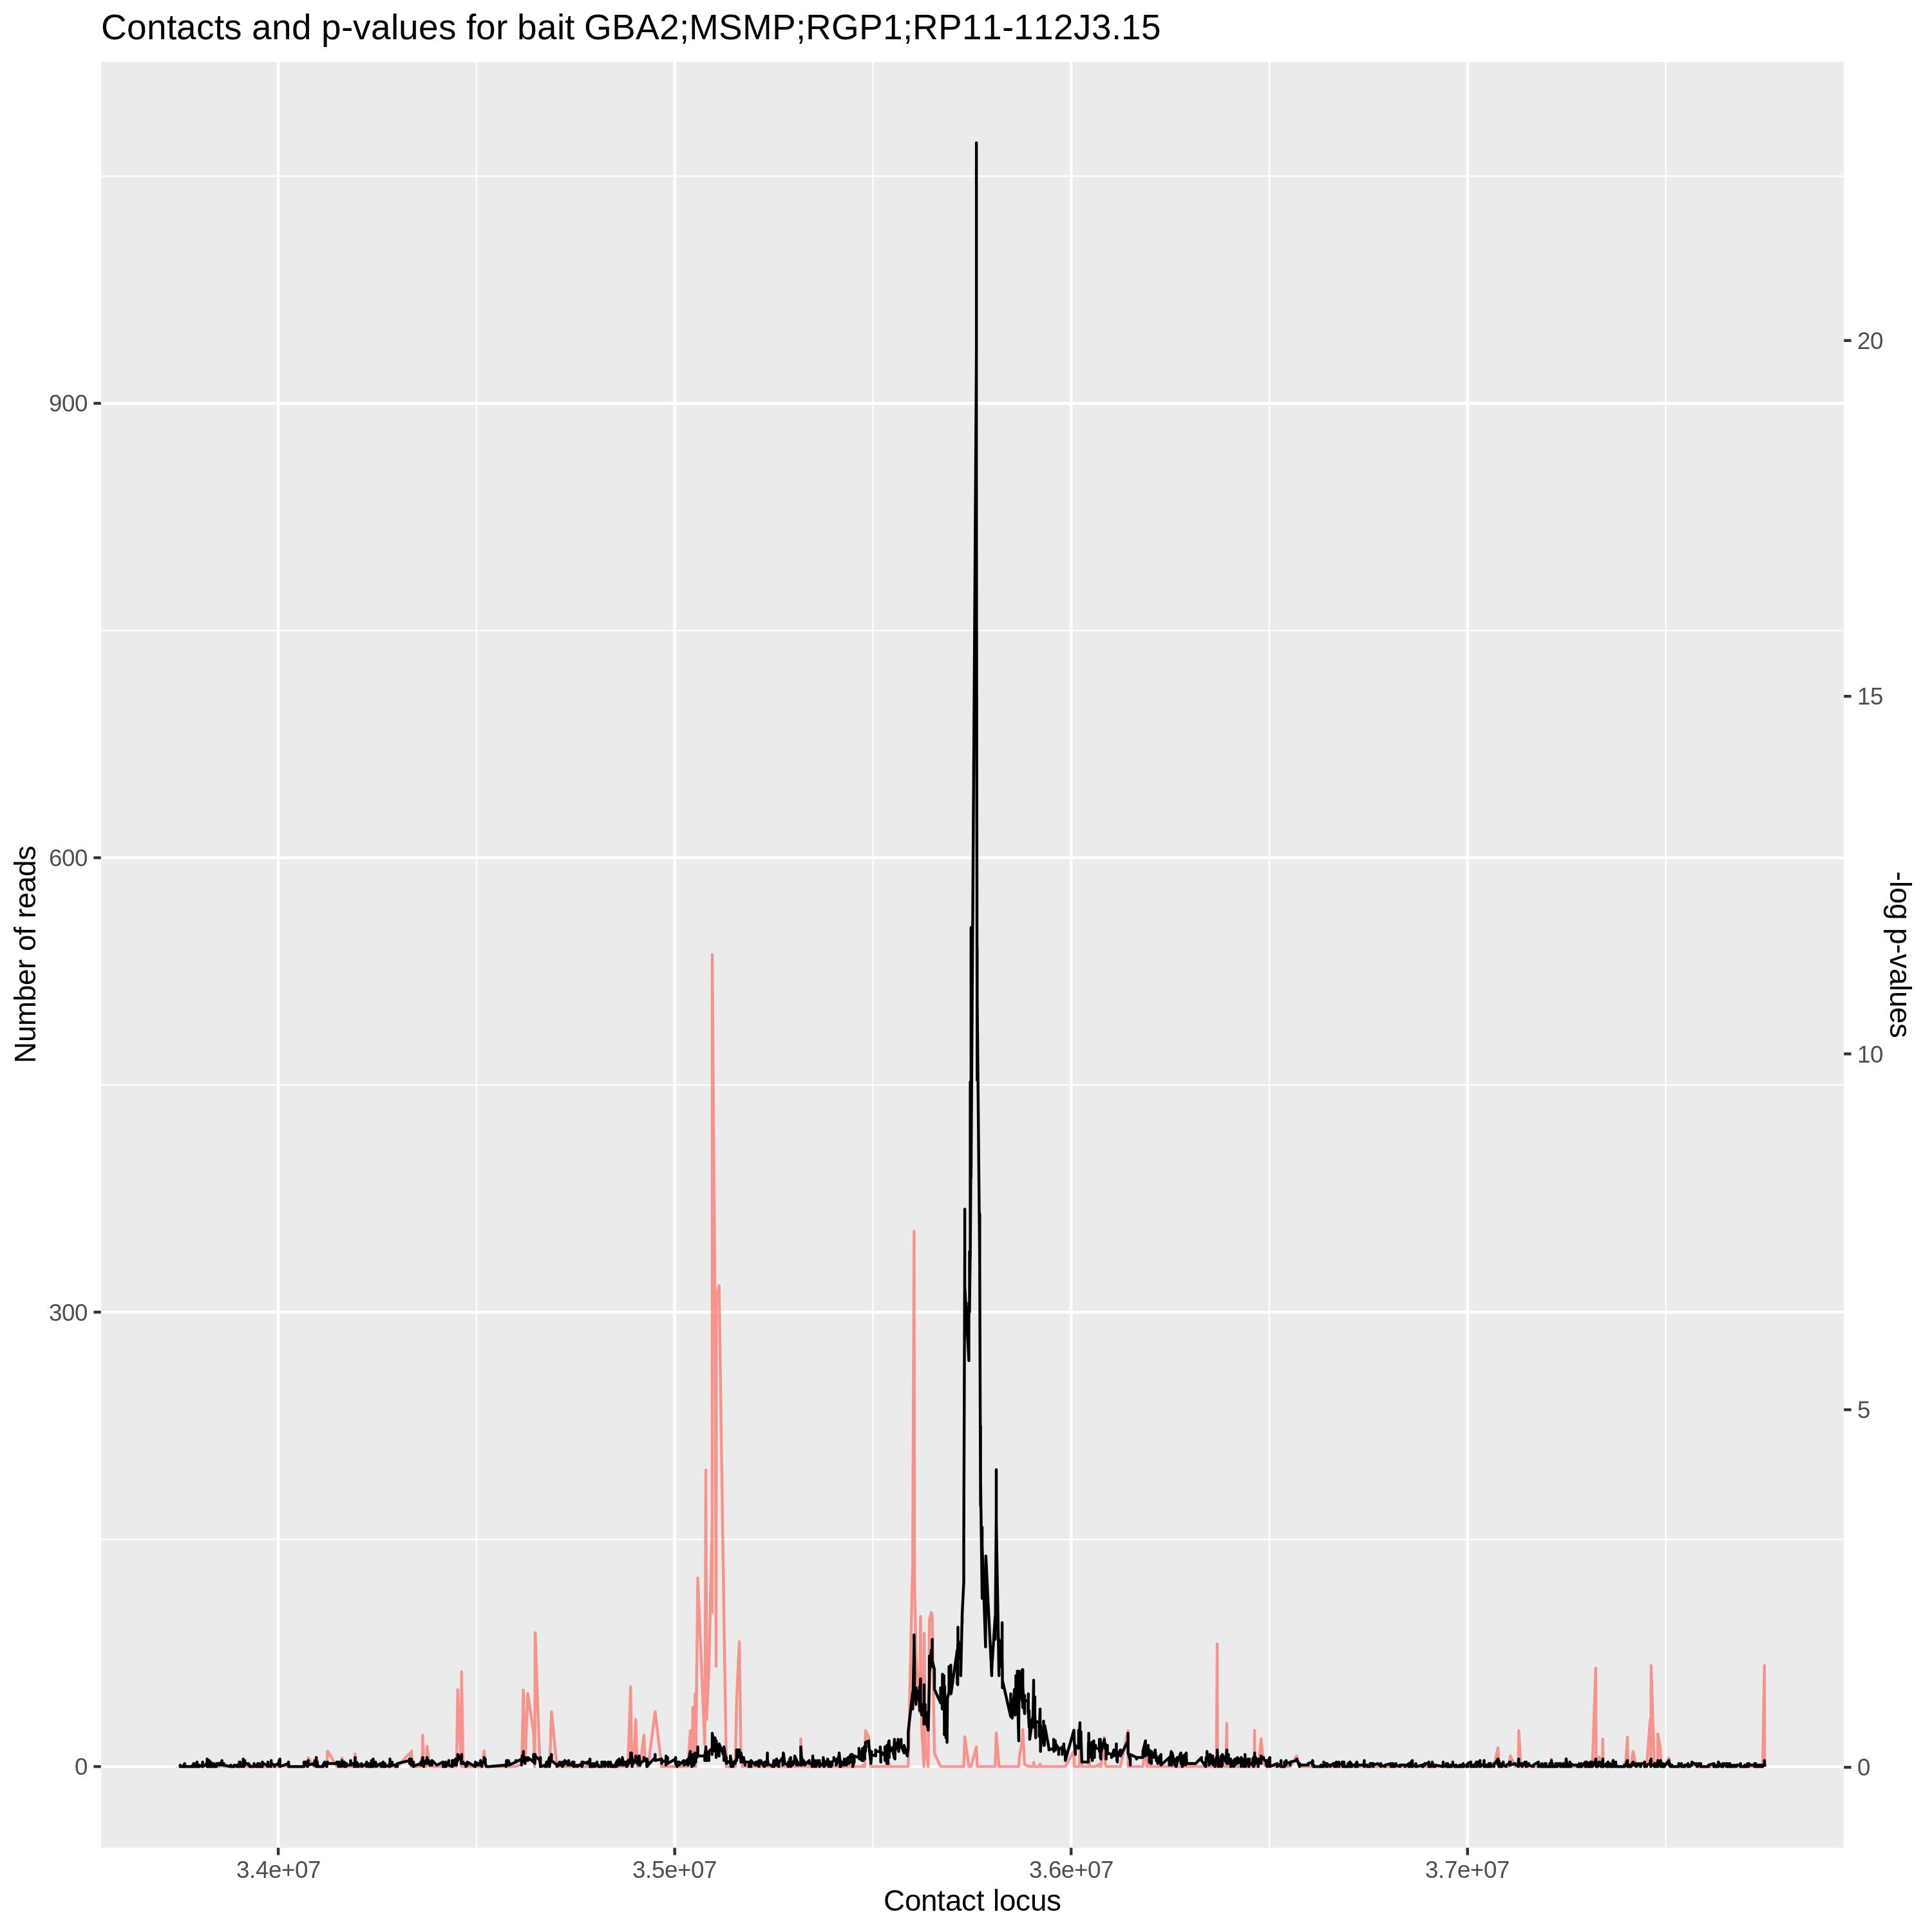 Contacts and p-values for bait GBA2;MSMP;RGP1;RP11-112J3.15
Number of reads
900
600
300
0
20
15
10
5
0
-log p-values
3.4e+07
3.5e+07
3.6e+07
3.7e+07
Contact locus